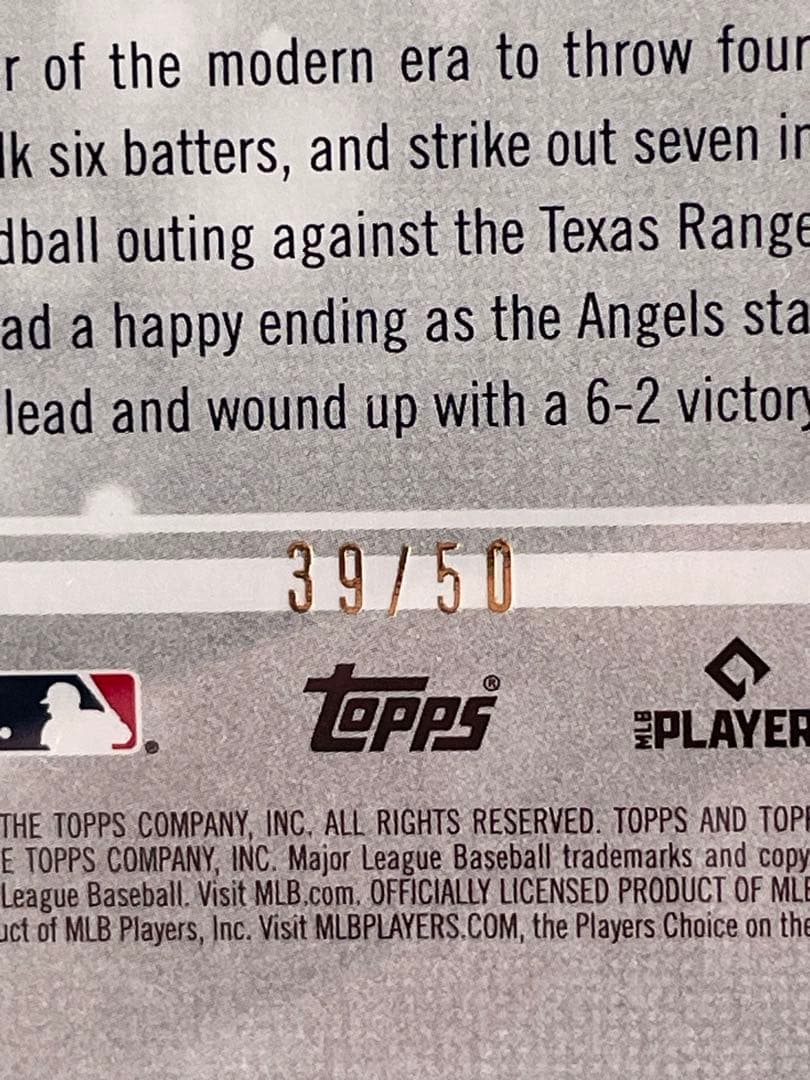 r of the modern era to throw four
lk six batters, and strike out seven in
dball outing against the Texas Range
ad a happy ending as the Angels sta
lead and wound up with a 6-2 victory
39/50
TOPPS®
MLB PLAYER
THE TOPPS COMPANY, INC. ALL RIGHTS RESERVED. TOPPS AND TOPP
E TOPPS COMPANY, INC. Major League Baseball trademarks and copy
League Baseball. Visit MLB.com. OFFICIALLY LICENSED PRODUCT OF MLB
uct of MLB Players, Inc. Visit MLBPLAYERS.COM, the Players Choice on the